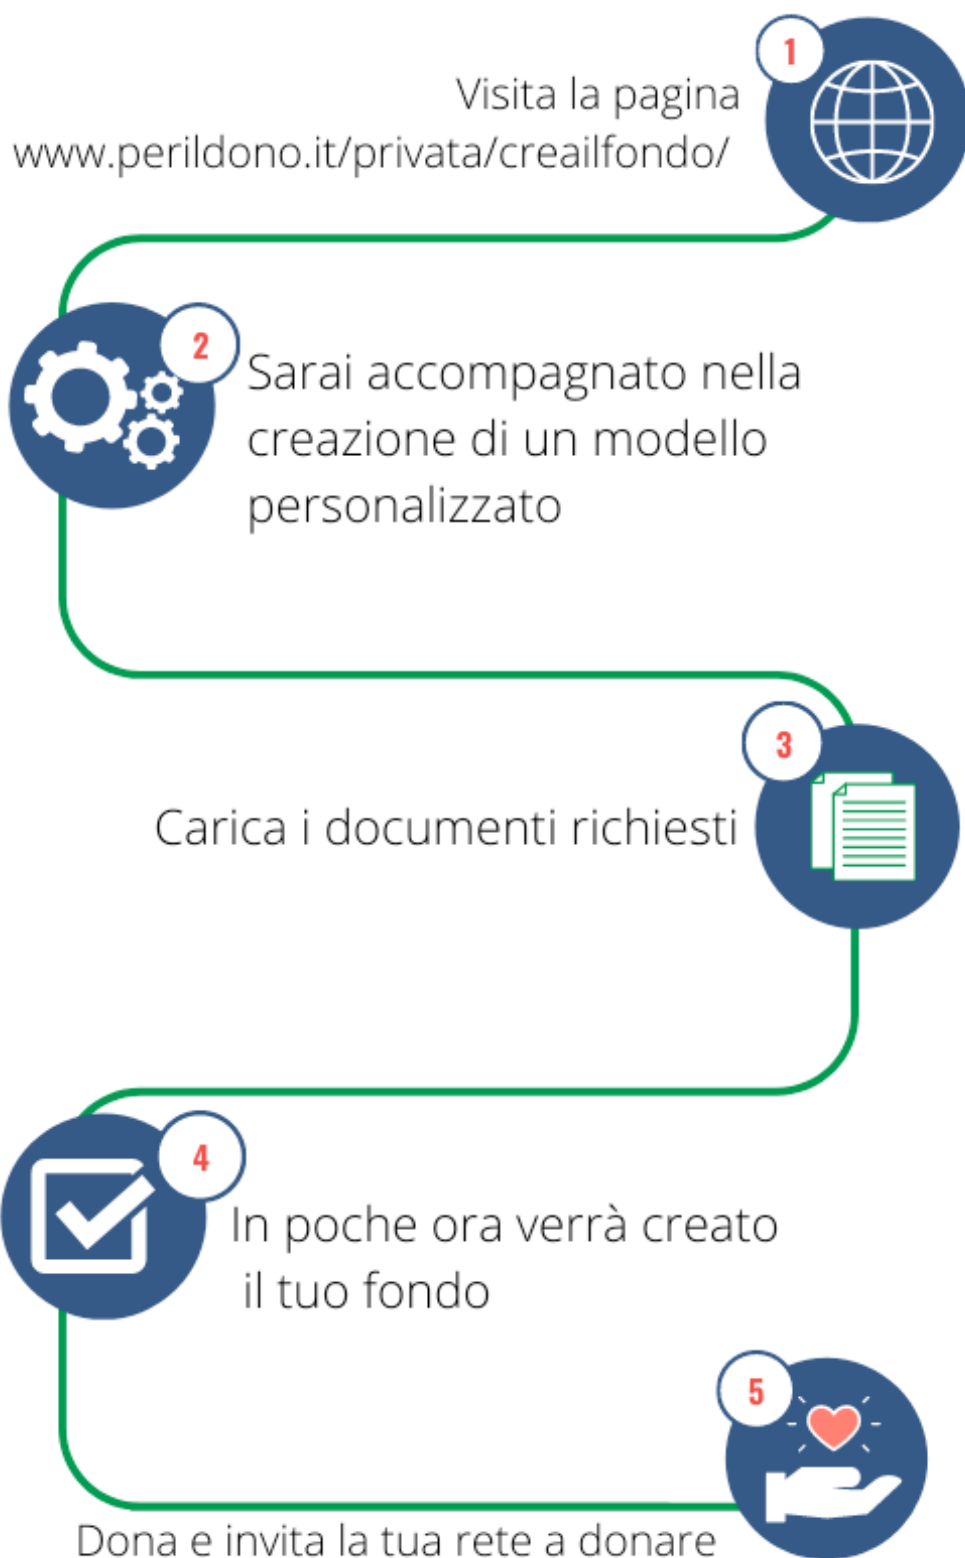 1
Visita la pagina
www.perildono.it/privata/creailfondo/
2
Sarai accompagnato nella
creazione di un modello
personalizzato
3
Carica i documenti richiesti
4
In poche ora verrà creato
il tuo fondo
5
Dona e invita la tua rete a donare